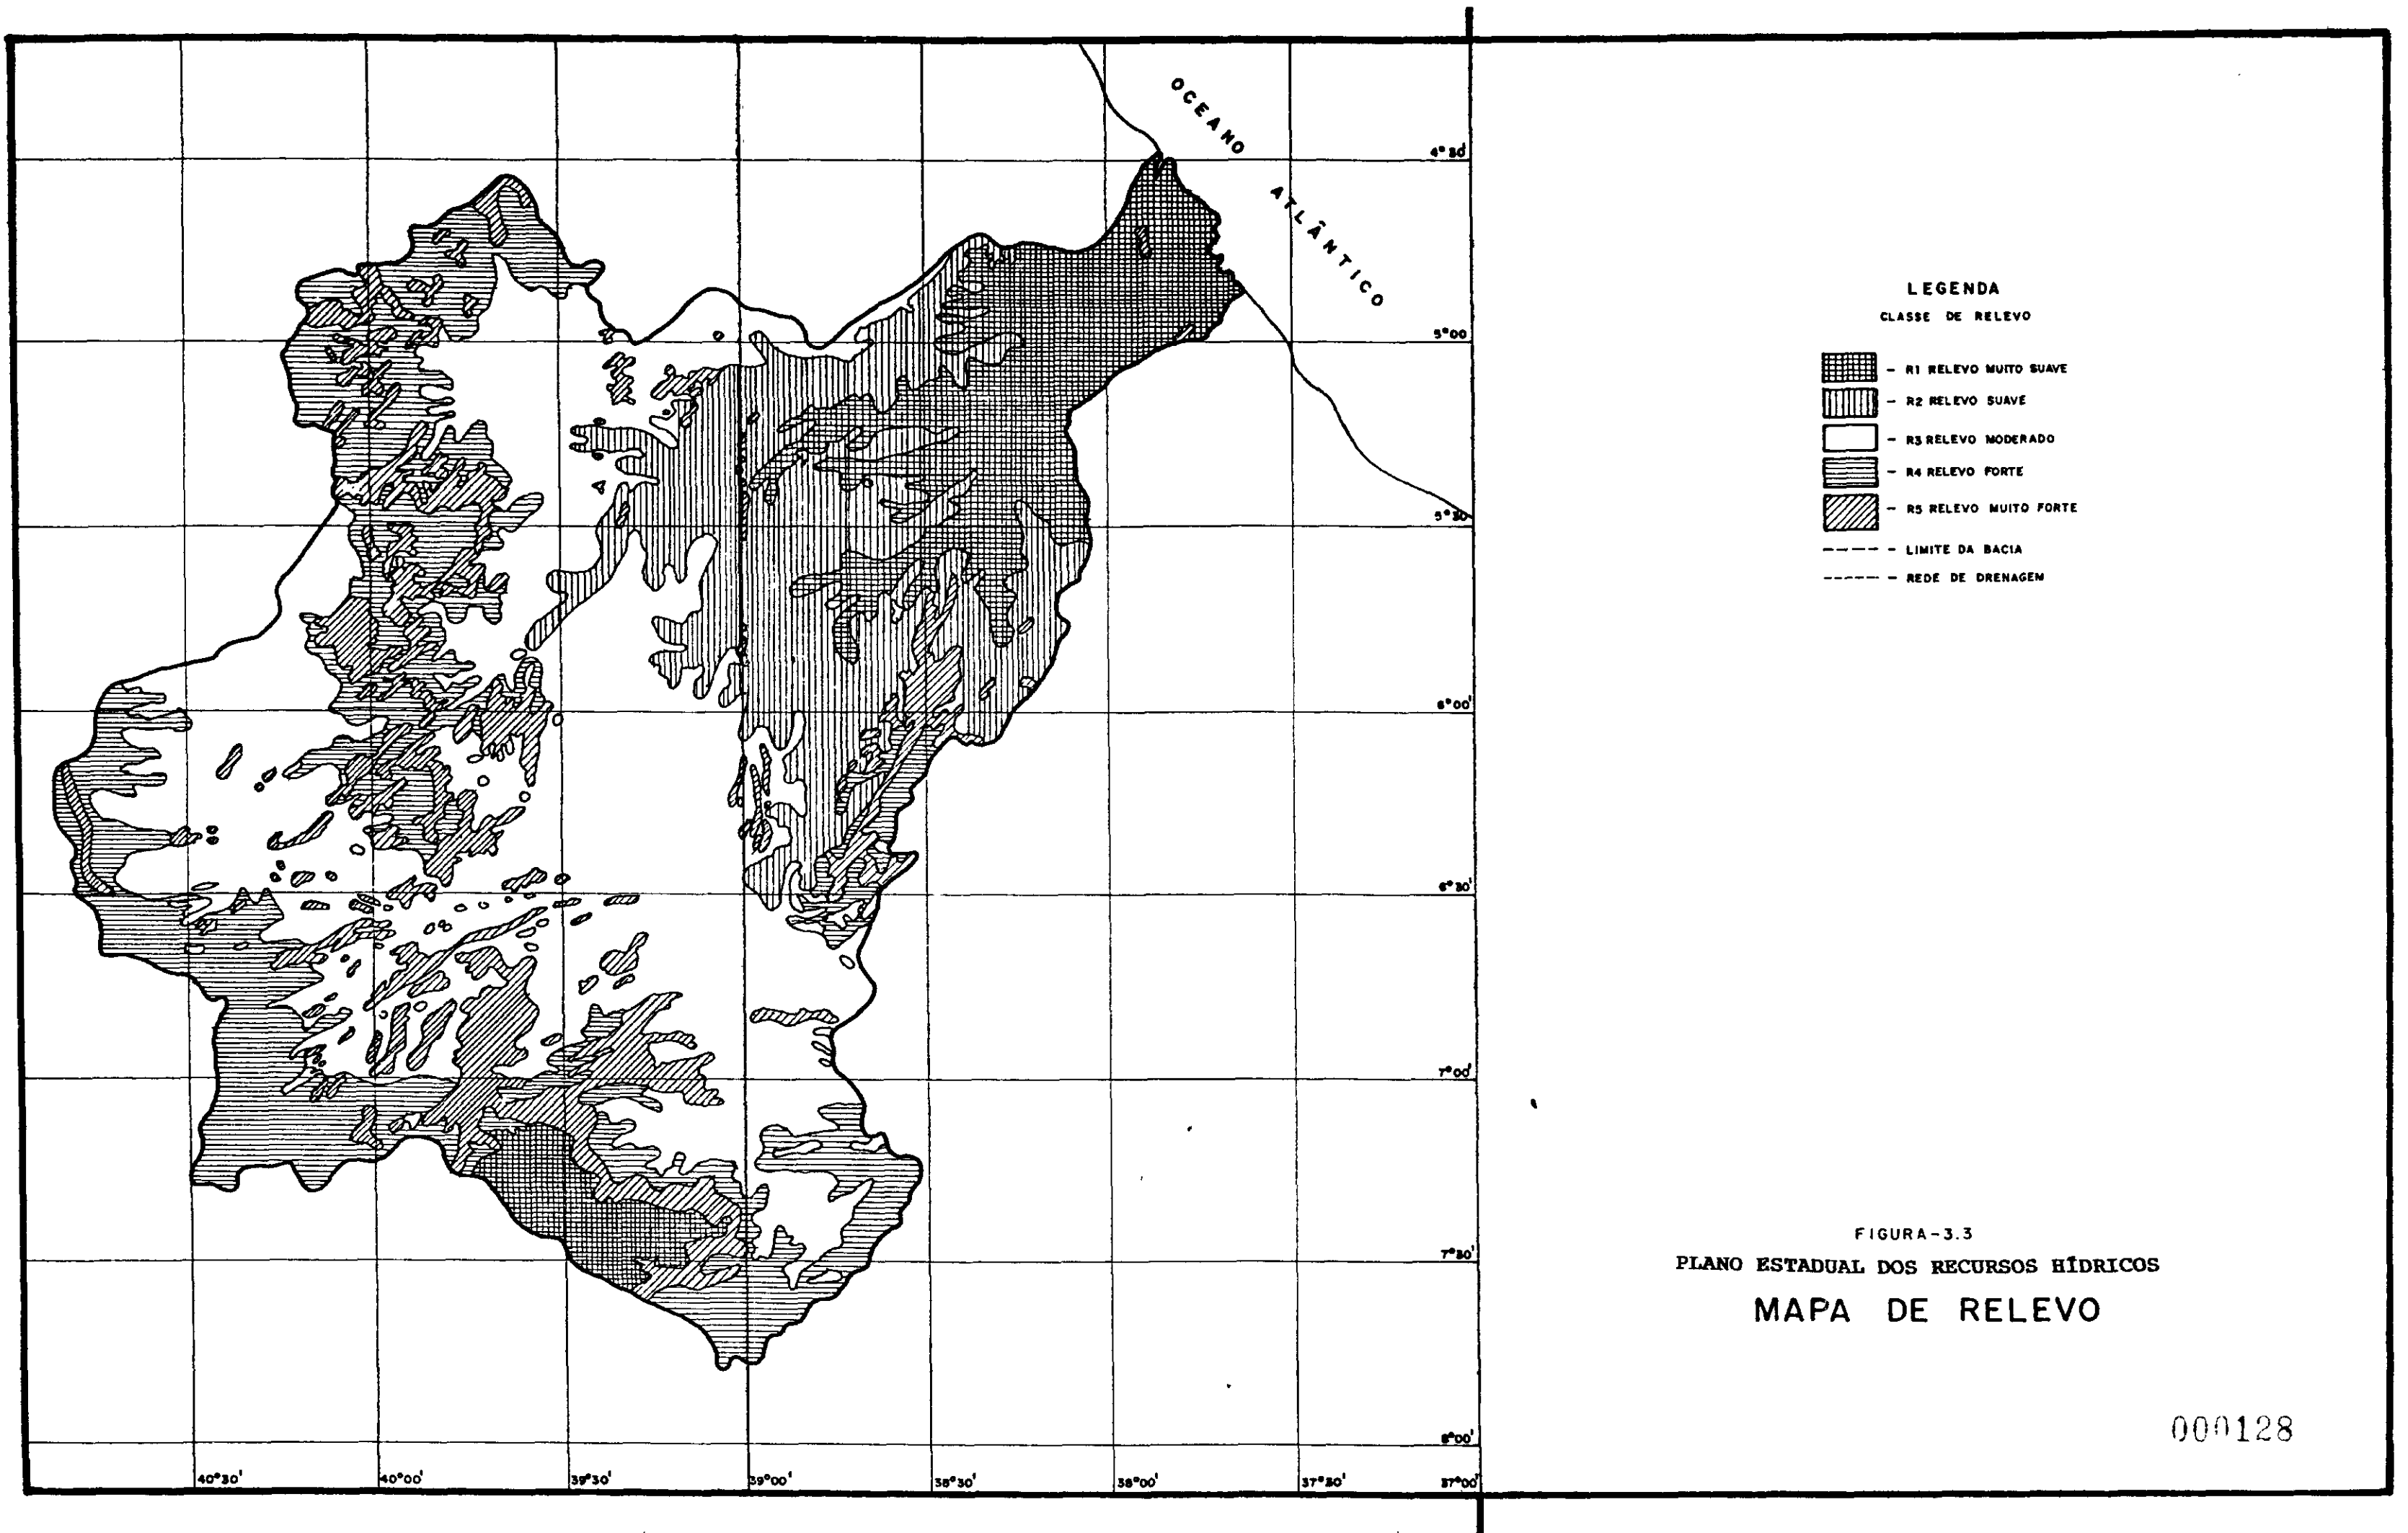 OCEANO
ATLÂNTICO
4°30'
5°00'
5°30'
6°00'
6°30'
7°00'
7°30'
8°00'
40°30'
40°00'
39°30'
39°00'
38°30'
38°00'
37°30'
37°00'
LEGENDA
CLASSE DE RELEVO
- R1 RELEVO MUITO SUAVE
- R2 RELEVO SUAVE
- R3 RELEVO MODERADO
- R4 RELEVO FORTE
- R5 RELEVO MUITO FORTE
- LIMITE DA BACIA
- REDE DE DRENAGEM
FIGURA-3.3
PLANO ESTADUAL DOS RECURSOS HÍDRICOS
MAPA DE RELEVO
000128